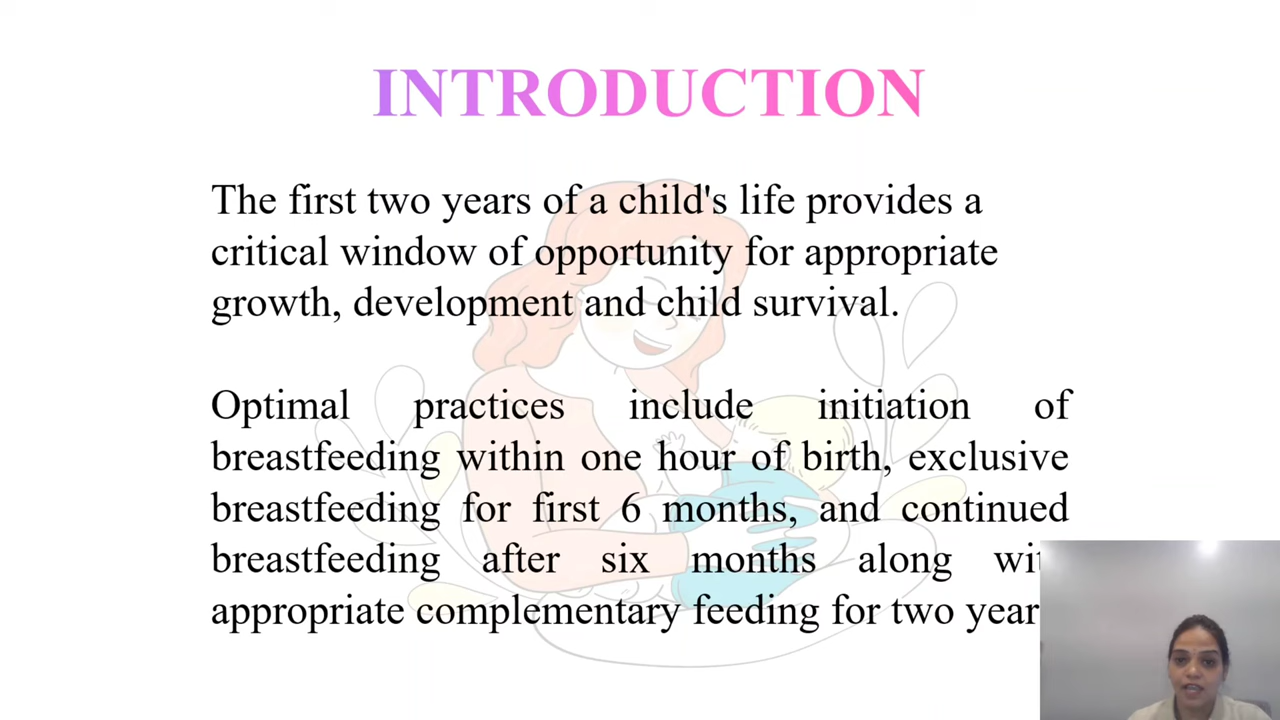 INTRODUCTION
The first two years of a child's life provides a
critical window of opportunity for appropriate
growth, development and child survival.
Optimal practices include initiation of
breastfeeding within one hour of birth, exclusive
breastfeeding for first 6 months, and continued
breastfeeding after six months along
appropriate complementary feeding for two